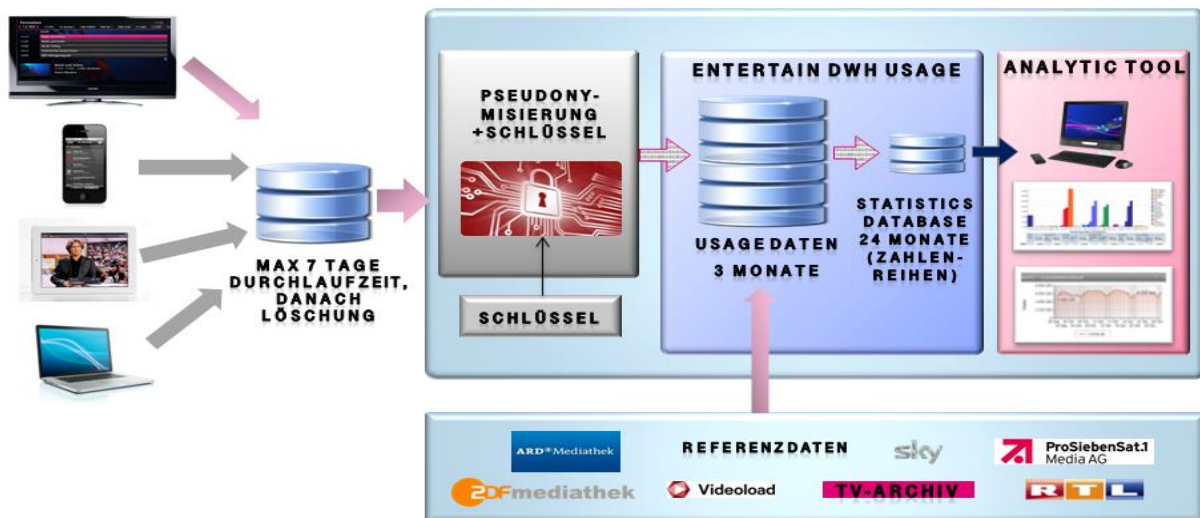 MAX 7 TAGE
DURCHLAUFZEIT,
DANACH
LÖSCHUNG
PSEUDONY-
MISIERUNG
+SCHLÜSSEL
SCHLÜSSEL
ENTERTAIN DWH USAGE
USAGE DATEN
3 MONATE
STATISTICS
DATABASE
24 MONATE
(ZAHLEN-
REIHEN)
ANALYTIC TOOL
REFERENZDATEN
ARD Mediathek
sky
ProSiebenSat.1
Media AG
ZDFmediathek
Videoload
TV-ARCHIV
RTL